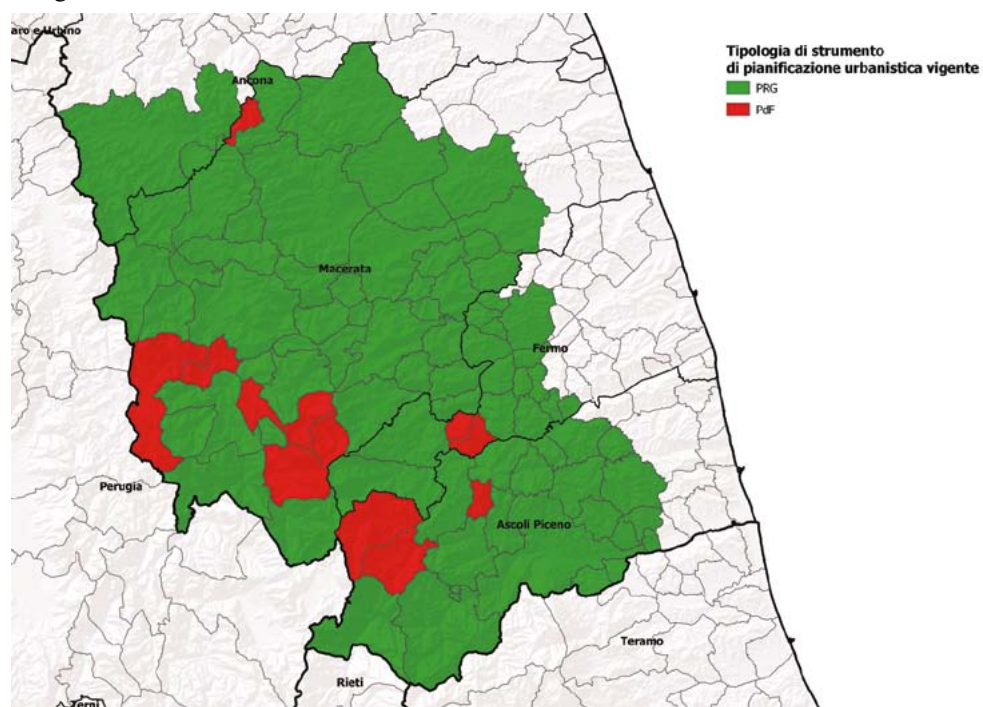 aro e Urbino
Tipologia di strumento
di pianificazione urbanistica vigente
PRG
PdF
Ancona
Macerata
Fermo
Perugia
Ascoli Piceno
Teramo
Rieti
Terni